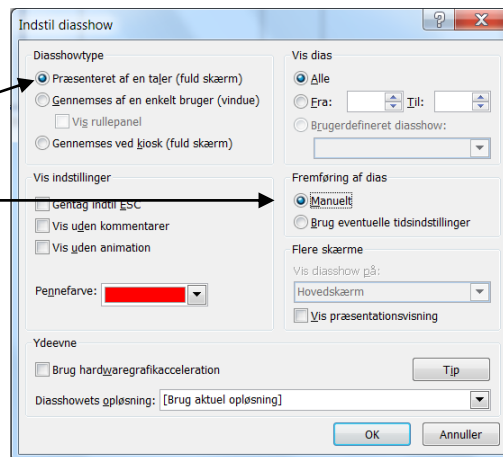 Indstil diasshow
Diasshowtype
Præsenteret af en taler (fuld skærm)
Gennemses af en enkelt bruger (vindue)
Vis rullepanel
Gennemses ved kiosk (fuld skærm)
Vis dias
Alle
Fra: Til:
Brugerdefineret diasshow:
Vis indstillinger
Gentag indtil ESC
Vis uden kommentarer
Vis uden animation
Pennefarve:
Fremføring af dias
Manuelt
Brug eventuelle tidsindstillinger
Flere skærme
Vis diasshow på:
Hovedskærm
Vis præsentationsvisning
Ydeevne
Brug hardwaregrafikacceleration
Tip
Diasshowets opløsning: [Brug aktuel opløsning]
OK Annuller